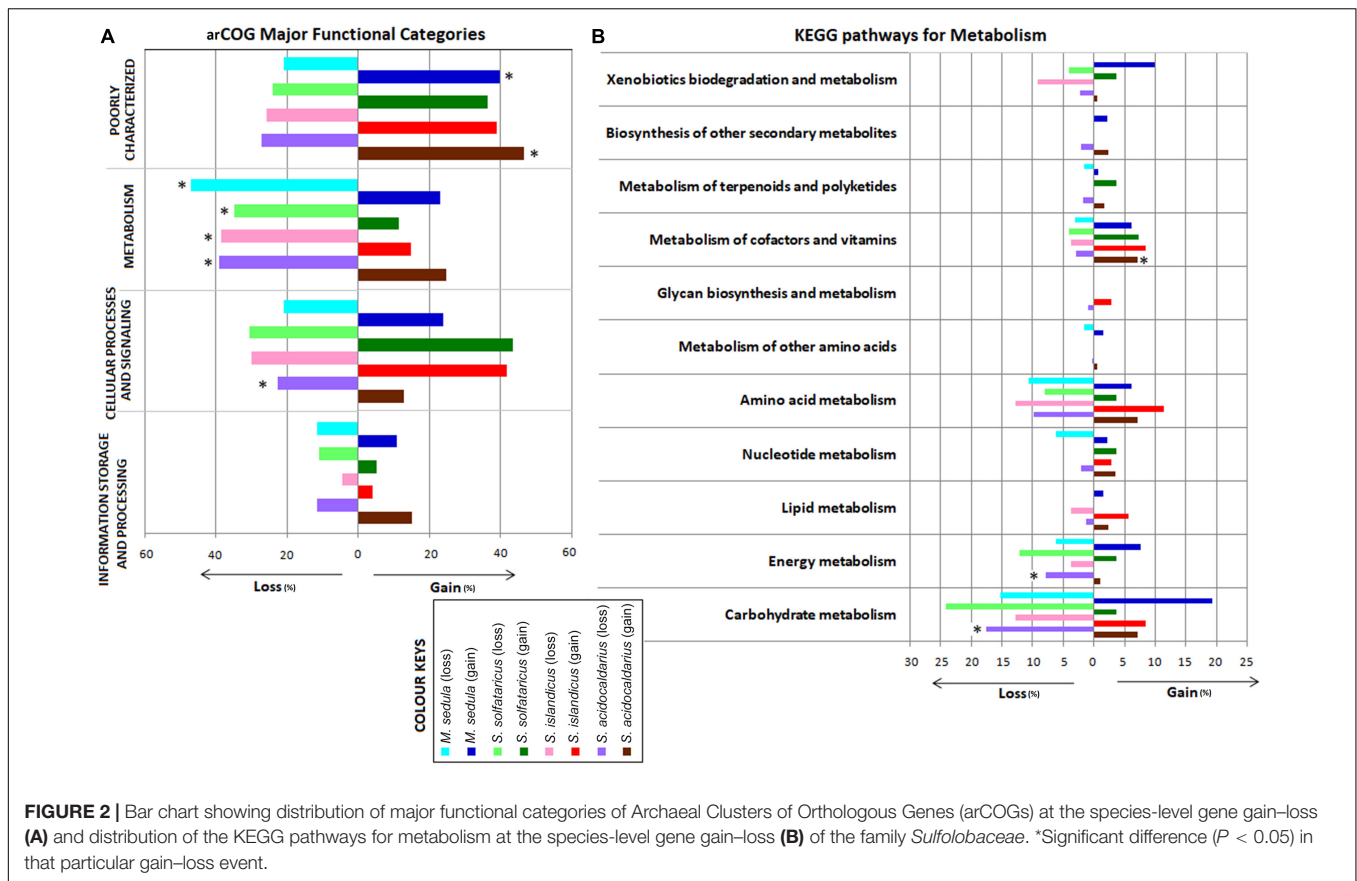 A
arCOG Major Functional Categories
POORLY
CHARACTERIZED
*
*
METABOLISM
*
*
*
*
CELLULAR PROCESSES
AND SIGNALING
*
INFORMATION STORAGE
AND PROCESSING
60 40 20 0 20 40 60
Loss (%) Gain (%)
B
KEGG pathways for Metabolism
Xenobiotics biodegradation and metabolism
Biosynthesis of other secondary metabolites
Metabolism of terpenoids and polyketides
Metabolism of cofactors and vitamins
*
Glycan biosynthesis and metabolism
Metabolism of other amino acids
Amino acid metabolism
Nucleotide metabolism
Lipid metabolism
Energy metabolism
*
Carbohydrate metabolism
*
30 25 20 15 10 5 0 5 10 15 20 25
Loss (%) Gain (%)
COLOUR KEYS
M. sedula (loss)
M. sedula (gain)
S. solfataricus (loss)
S. solfataricus (gain)
S. islandicus (loss)
S. islandicus (gain)
S. acidocaldarius (loss)
S. acidocaldarius (gain)
FIGURE 2 | Bar chart showing distribution of major functional categories of Archaeal Clusters of Orthologous Genes (arCOGs) at the species-level gene gain–loss
(A) and distribution of the KEGG pathways for metabolism at the species-level gene gain–loss (B) of the family Sulfolobaceae. *Significant difference (P < 0.05) in
that particular gain–loss event.